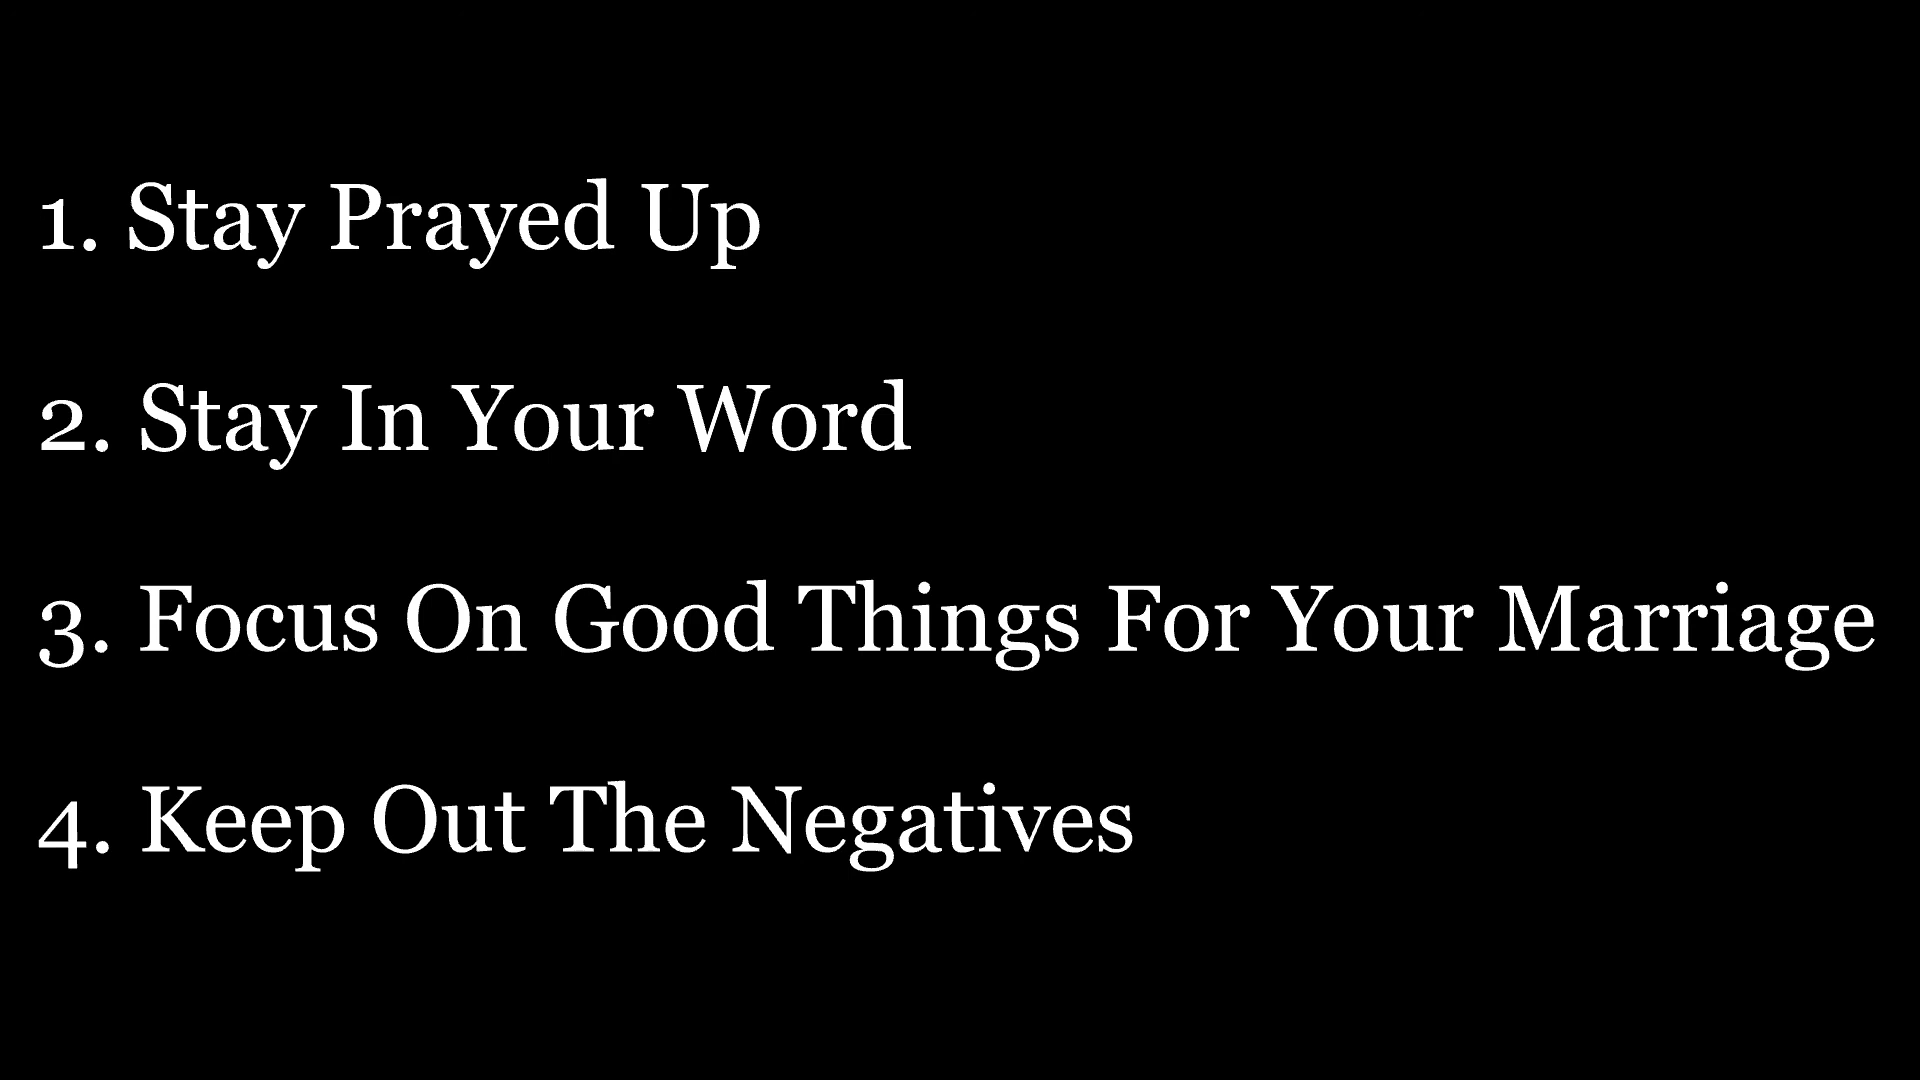 1. Stay Prayed Up
2. Stay In Your Word
3. Focus On Good Things For Your Marriage
4. Keep Out The Negatives